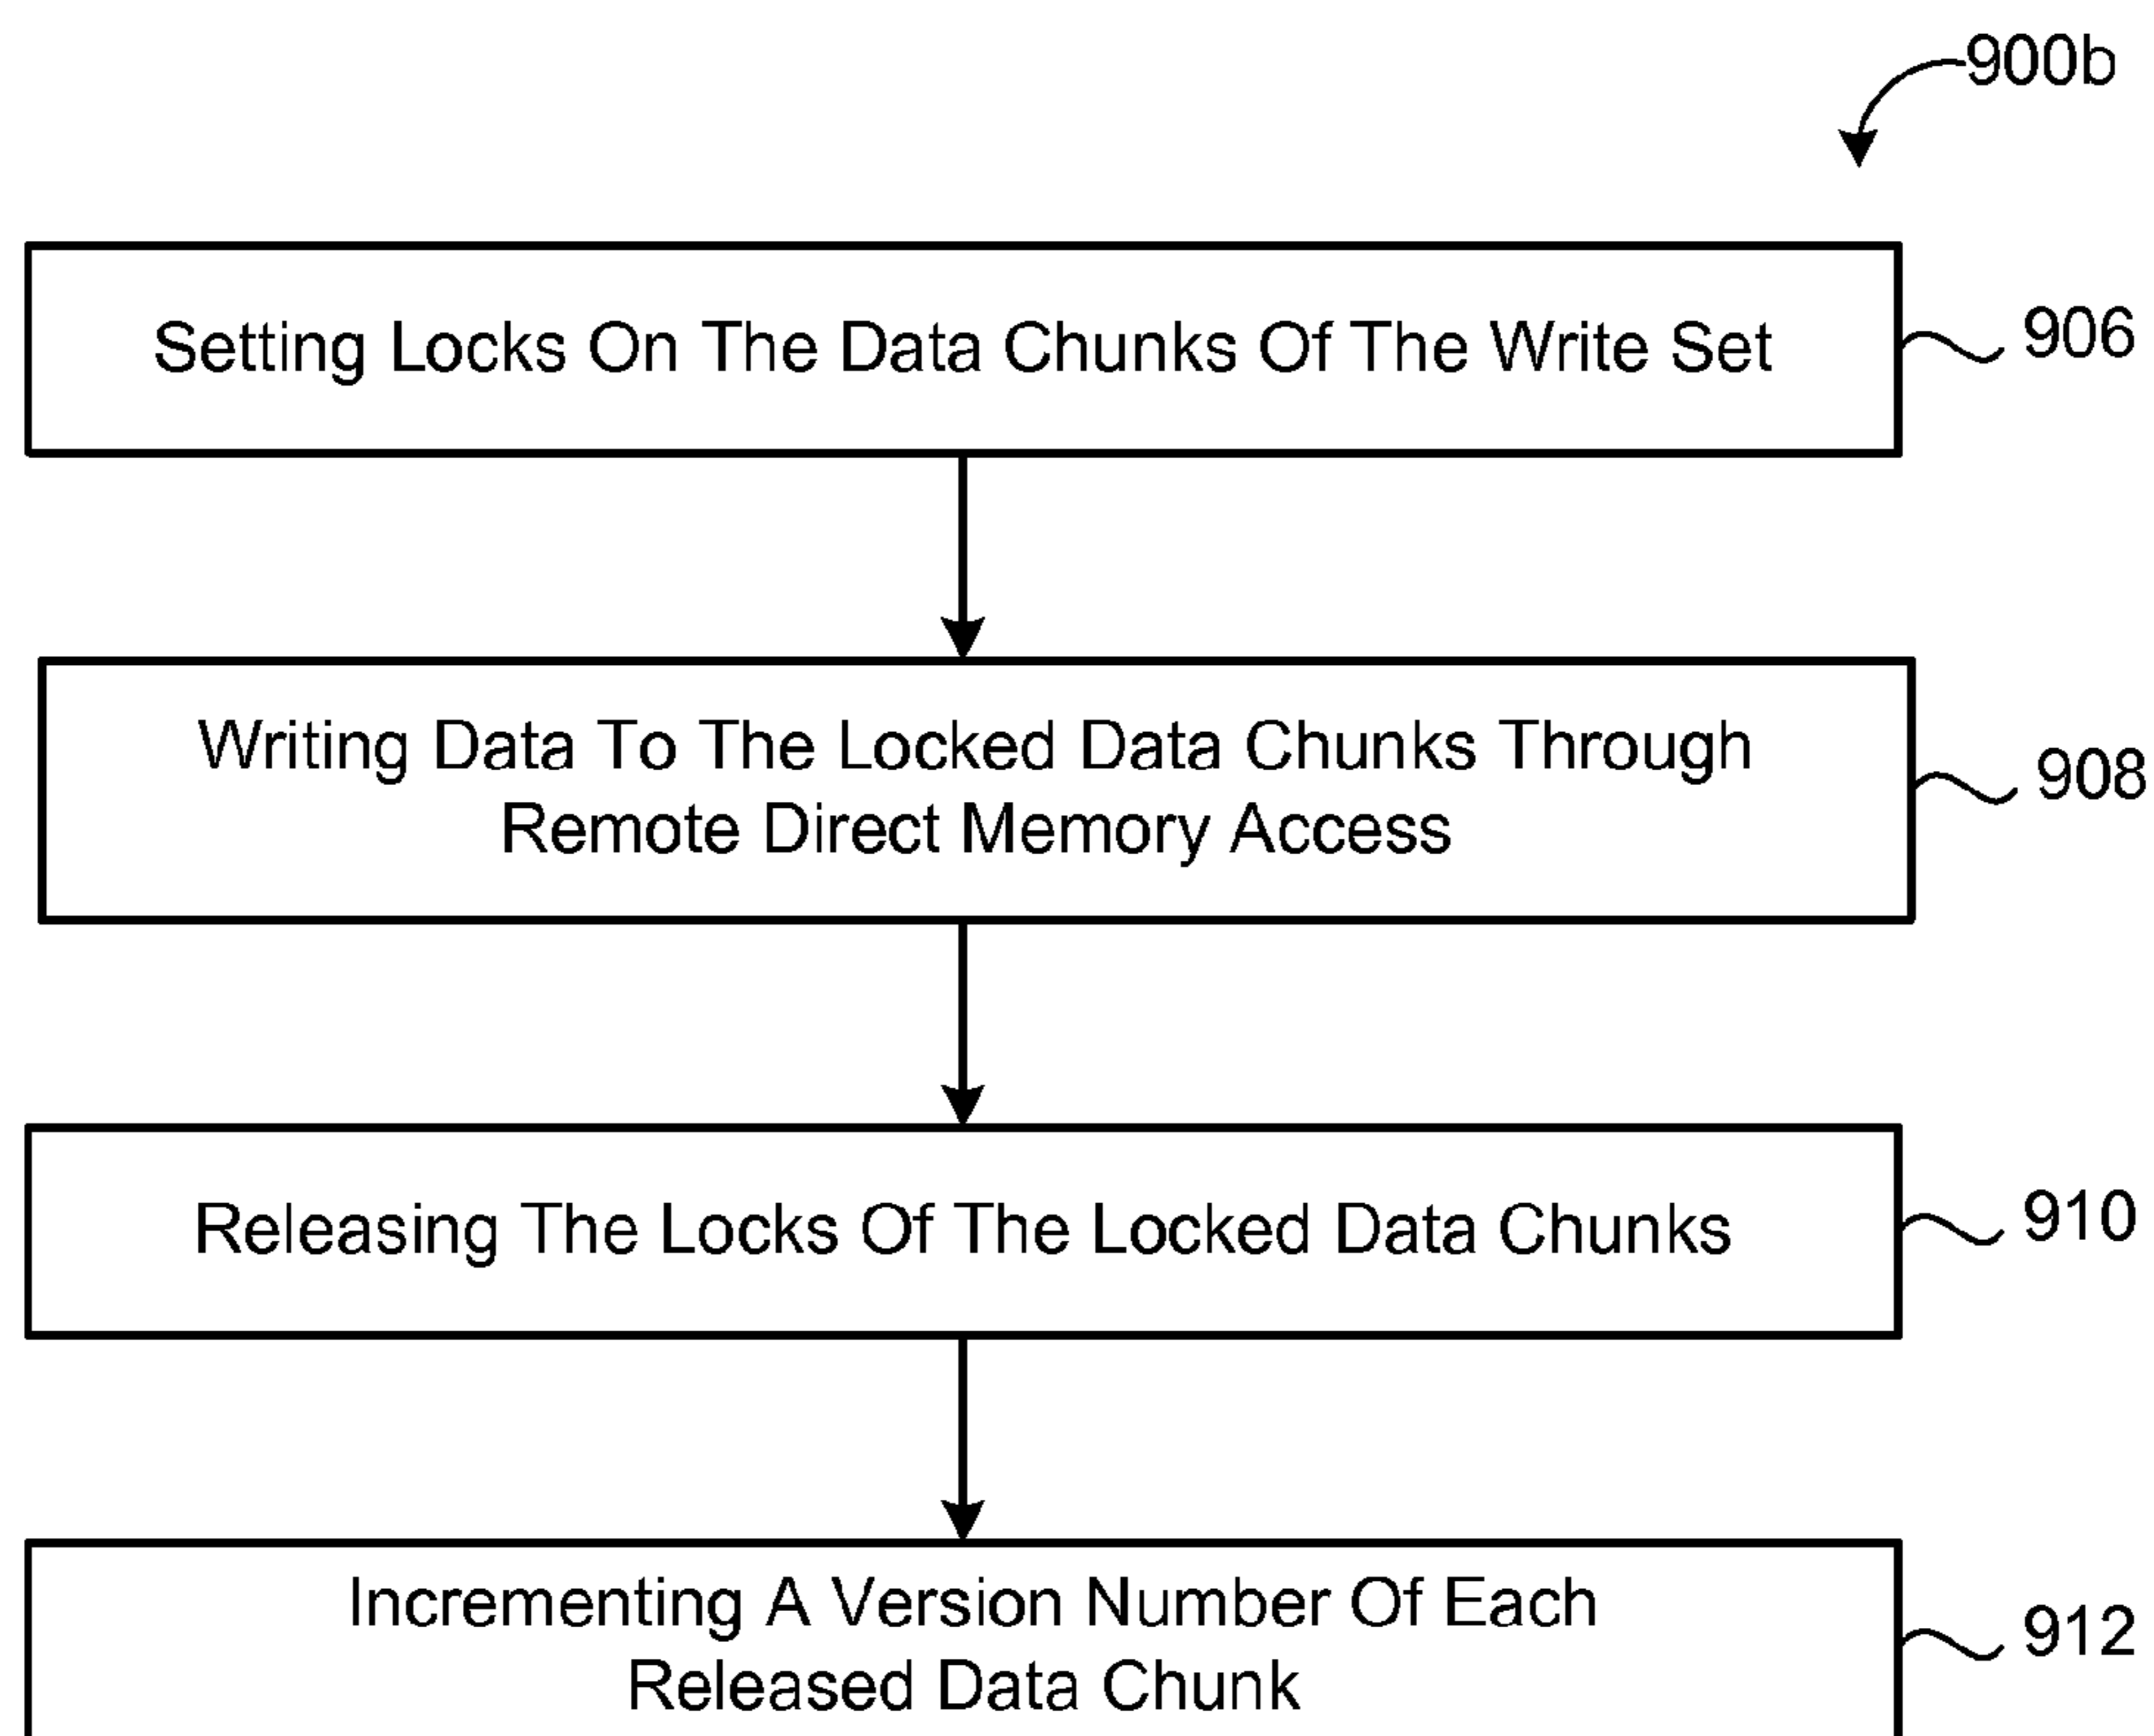 900b
Setting Locks On The Data Chunks Of The Write Set
906
Writing Data To The Locked Data Chunks Through
Remote Direct Memory Access
908
Releasing The Locks Of The Locked Data Chunks
910
Incrementing A Version Number Of Each
Released Data Chunk
912